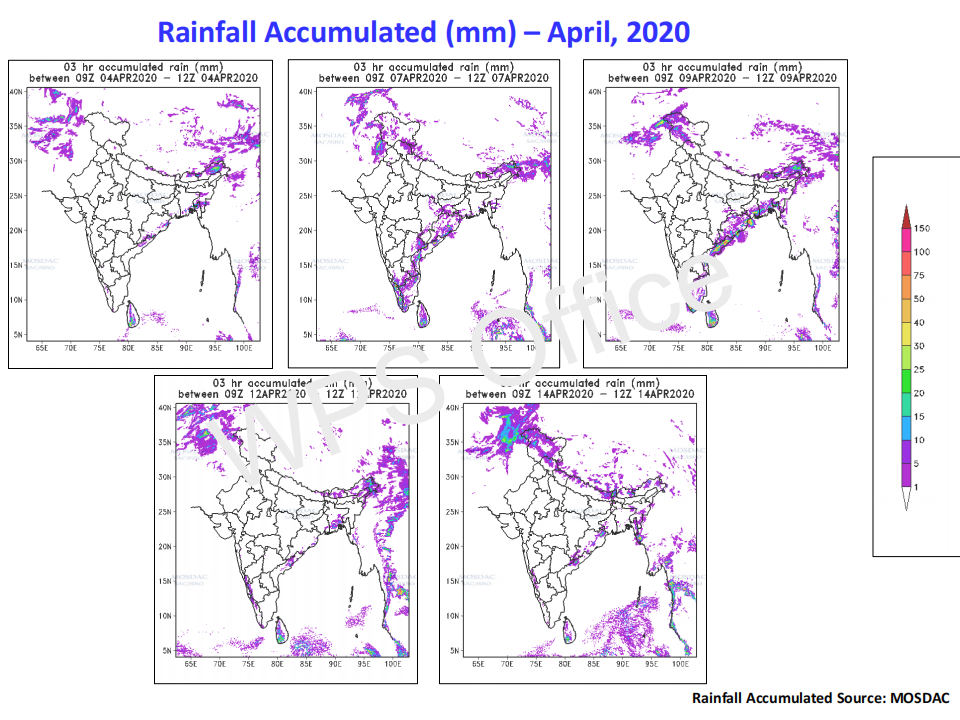 Rainfall Accumulated (mm) – April, 2020
03 hr accumulated rain (mm)
between 09Z 04APR2020 – 12Z 04APR2020
40N
35N
30N
25N
20N
15N
10N
5N
65E 70E 75E 80E 85E 90E 95E 100E
03 hr accumulated rain (mm)
between 09Z 07APR2020 – 12Z 07APR2020
40N
35N
30N
25N
20N
15N
10N
5N
65E 70E 75E 80E 85E 90E 95E 100E
03 hr accumulated rain (mm)
between 09Z 09APR2020 – 12Z 09APR2020
40N
35N
30N
25N
20N
15N
10N
5N
65E 70E 75E 80E 85E 90E 95E 100E
150
100
75
50
40
30
25
20
15
10
5
1
WPS Office
03 hr accumulated rain (mm)
between 09Z 12APR2020 – 12Z APR2020
40N
35N
30N
25N
20N
15N
10N
5N
65E 70E 75E 80E 85E 90E 95E 100E
hr accumulated rain (mm)
between 09Z 14APR2020 – 12Z 14APR2020
40N
35N
30N
25N
20N
15N
10N
5N
65E 70E 75E 80E 85E 90E 95E 100E
MOSDAC
Rainfall Accumulated Source: MOSDAC